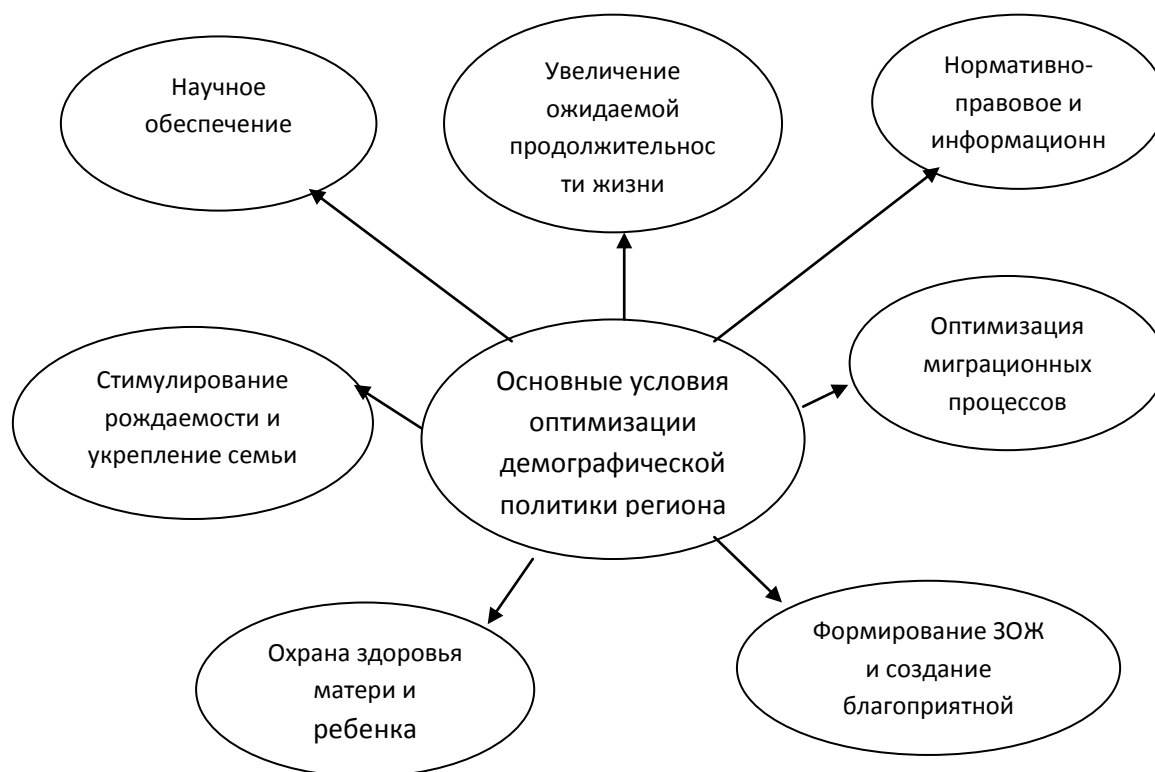 Научное
обеспечение
Увеличение
ожидаемой
продолжительнос
ти жизни
Нормативно-
правовое и
информационн
Стимулирование
рождаемости и
укрепление семьи
Основные условия
оптимизации
демографической
политики региона
Оптимизация
миграционных
процессов
Охрана здоровья
матери и
ребенка
Формирование ЗОЖ
и создание
благоприятной